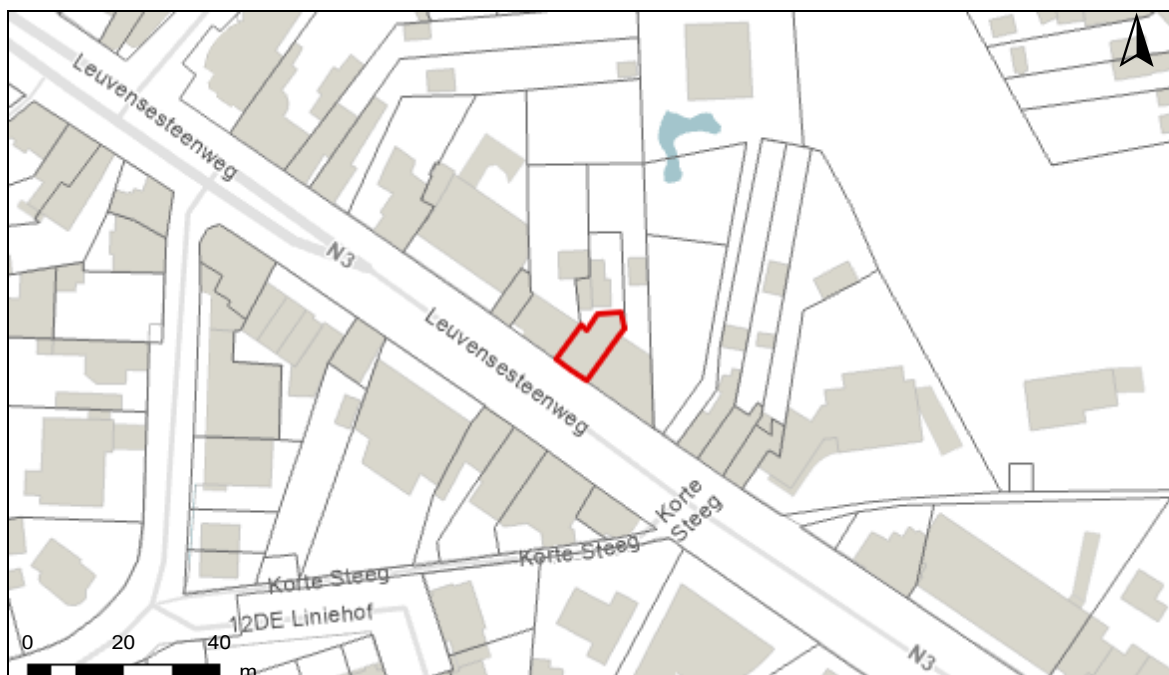 Leuvensesteenweg
N3
Leuvensesteenweg
Korte
Steeg
Korte Steeg
Korte Steeg
12DE Liniehof
0 20 40
m
N3